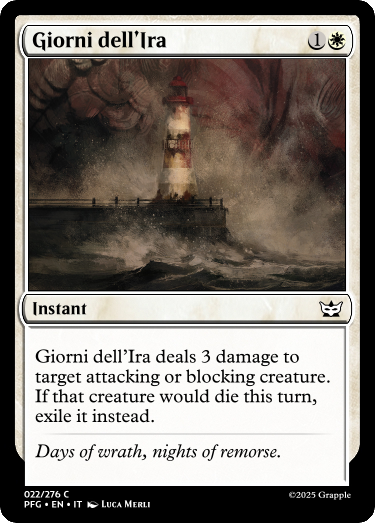 Giorni dell'Ira
1
Instant
Giorni dell'Ira deals 3 damage to
target attacking or blocking creature.
If that creature would die this turn,
exile it instead.
Days of wrath, nights of remorse.
022/276 C
PFG • EN • IT Luca Merli
©2025 Grapple